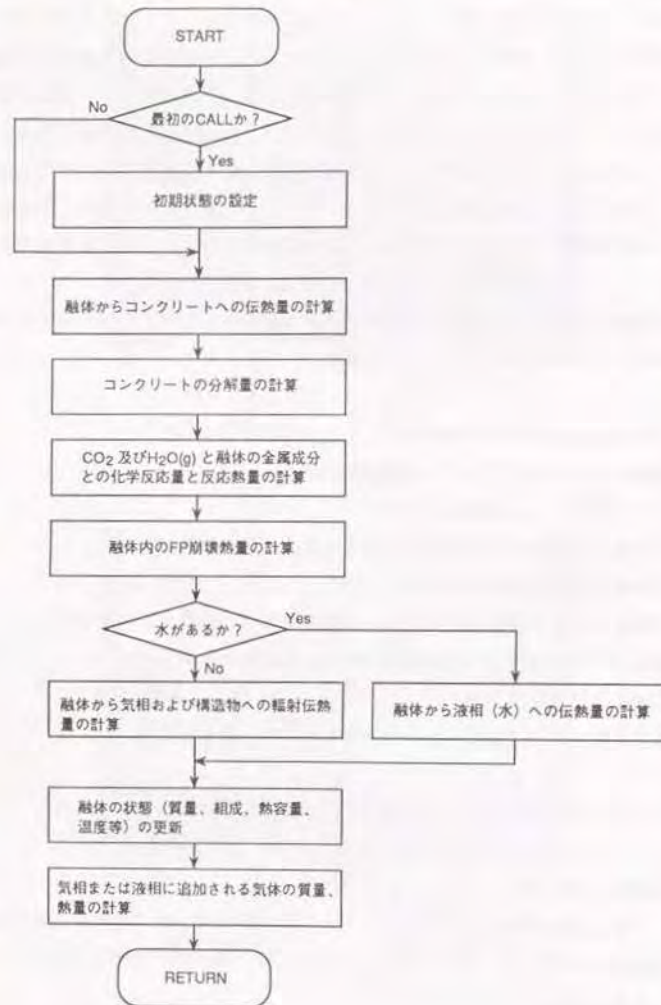 START
No
最初のCALLか？
Yes
初期状態の設定
融体からコンクリートへの伝熱量の計算
コンクリートの分解量の計算
CO2 及びH2O(g) と融体の金属成分
との化学反応量と反応熱量の計算
融体内のFP崩壊熱量の計算
水があるか？
Yes
No
融体から気相および構造物への輻射伝熱
量の計算
融体から液相（水）への伝熱量の計算
融体の状態（質量、組成、熱容量、
温度等）の更新
気相または液相に追加される気体の質量、
熱量の計算
RETURN